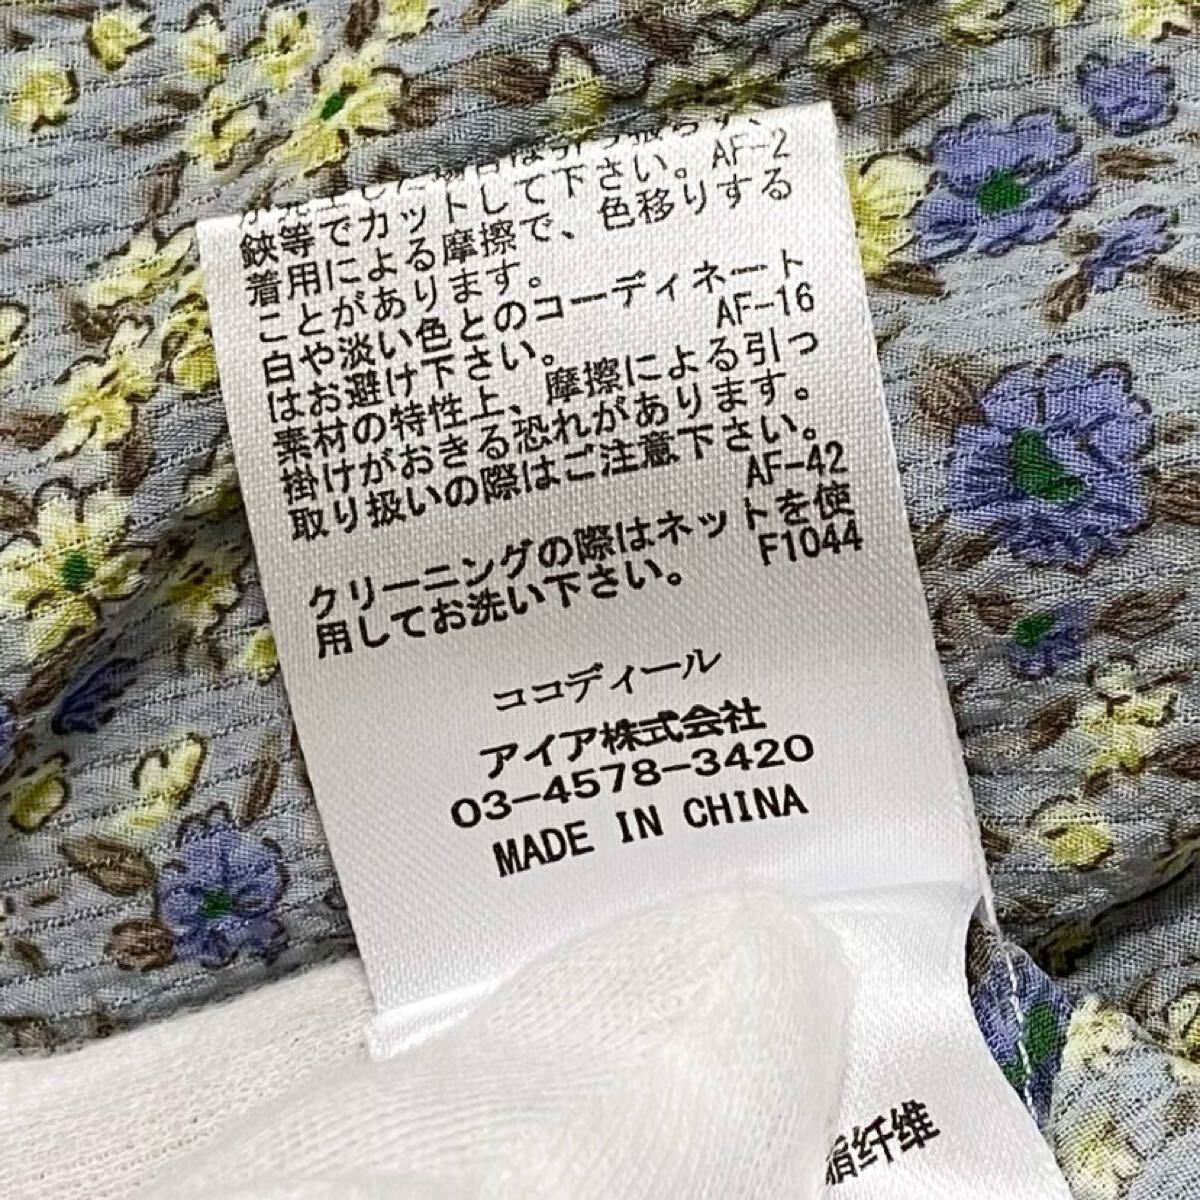 鋏等でカットして下さい。AF-2
着用による摩擦で、色移りする
ことがあります。
白や淡い色とのコーディネート
はお避け下さい。 AF-16
素材の特性上、摩擦による引っ
掛けがおきる恐れがあります。
取り扱いの際はご注意下さい。
AF-42
クリーニングの際はネットを使
用してお洗い下さい。 F1044
ココディール
アイア株式会社
03-4578-3420
MADE IN CHINA
纤维